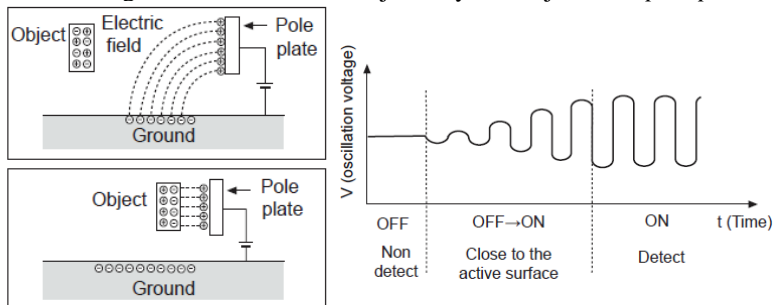 Object
Electric
field
Pole
plate
Ground
Object
Pole
plate
Ground
V (oscillation voltage)
OFF
OFF→ON
ON
t (Time)
Non
detect
Close to the
active surface
Detect